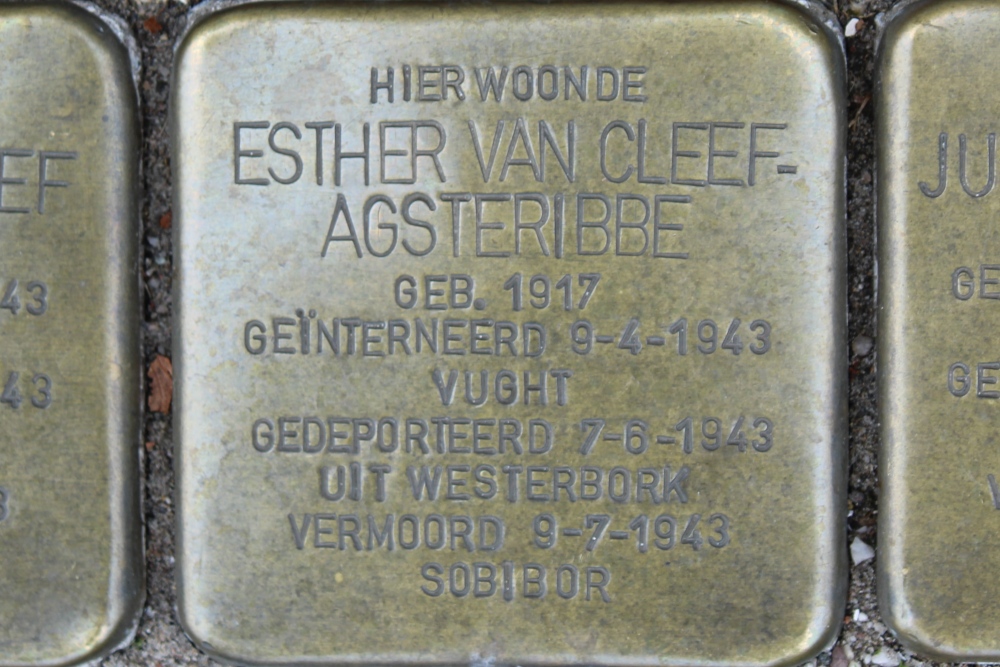 HIER WOONDE
ESTHER VAN CLEEF-
AGSTERIBBE
GEB. 1917
GEÏNTERNEERD 9-4-1943
VUGHT
GEDEPORTEERD 7-6-1943
UIT WESTERBORK
VERMOORD 9-7-1943
SOBIBOR